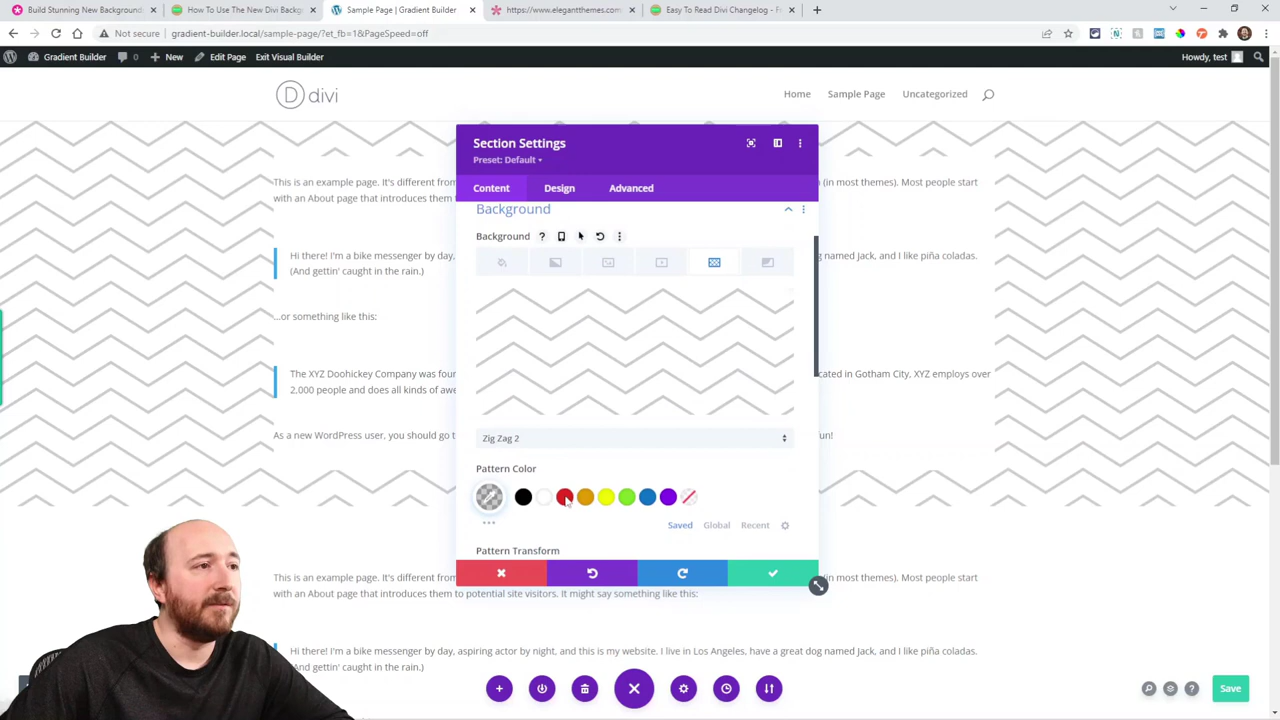 Build Stunning New Background
How To Use The New Divi Backg
Sample Page | Gradient Builder
https://www.elegantthemes.com
Easy To Read Divi Changelog - Fo
Not secure
gradient-builder.local/sample-page/?et_fb=1&PageSpeed=off
Gradient Builder
0
New
Edit Page
Exit Visual Builder
Howdy, test
D divi
Home
Sample Page
Uncategorized
Section Settings
Preset: Default
Content
Design
Advanced
This is an example page. It's different from
(in most themes). Most people start
with an About page that introduces them
Background
Background
Hi there! I'm a bike messenger by day,
dog named Jack, and I like piña coladas.
(And gettin' caught in the rain.)
…or something like this:
The XYZ Doohickey Company was foun
cated in Gotham City, XYZ employs over
2,000 people and does all kinds of awe
As a new WordPress user, you should go t
fun!
Zig Zag 2
Pattern Color
Saved
Global
Recent
Pattern Transform
This is an example page. It's different from
(in most themes). Most people start
with an About page that introduces them to potential site visitors. It might say something like this:
Hi there! I'm a bike messenger by day, aspiring actor by night, and this is my website. I live in Los Angeles, have a great dog named Jack, and I like piña coladas.
(And gettin' caught in the rain.)
Save